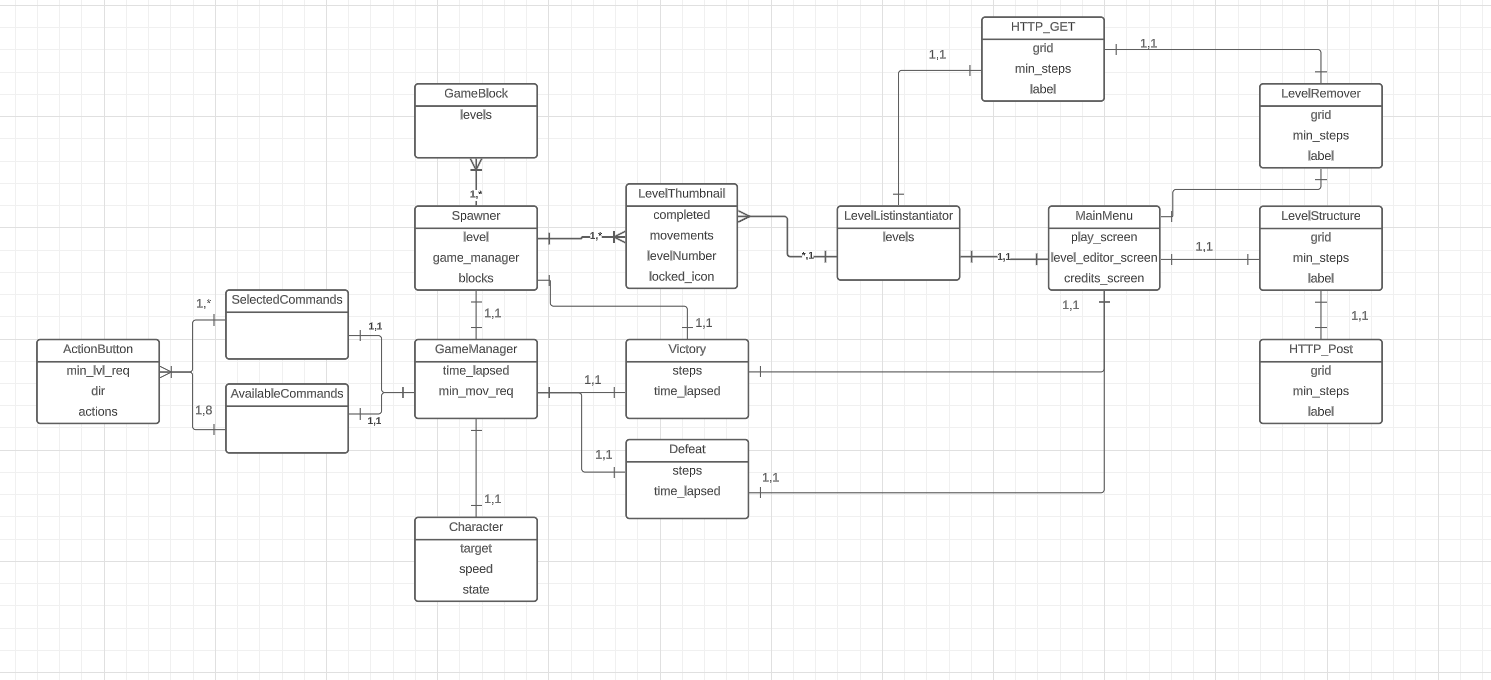 HTTP_GET
grid
min_steps
label
1,1
1,1
GameBlock
levels
LevelRemover
grid
min_steps
label
1,*
LevelThumbnail
completed
movements
levelNumber
locked_icon
Spawner
level
game_manager
blocks
1,*
LevelListinstantiator
levels
*,1
1,1
MainMenu
play_screen
level_editor_screen
credits_screen
1,1
LevelStructure
grid
min_steps
label
SelectedCommands
1,*
1,1
1,1
1,1
1,1
1,1
ActionButton
min_lvl_req
dir
actions
GameManager
time_lapsed
min_mov_req
Victory
steps
time_lapsed
HTTP_Post
grid
min_steps
label
AvailableCommands
1,8
1,1
1,1
1,1
Defeat
steps
time_lapsed
1,1
1,1
Character
target
speed
state